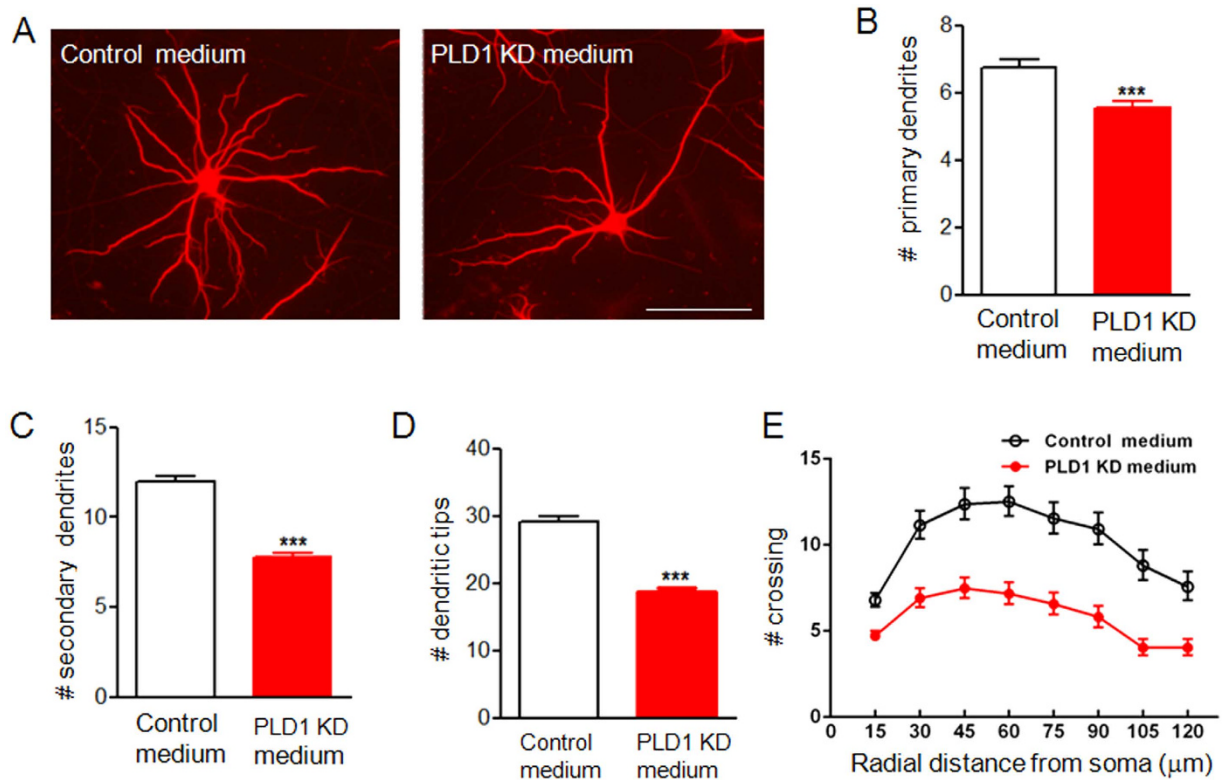 A
Control medium
PLD1 KD medium
B
# primary dendrites
8
6
4
2
0
***
Control
medium
PLD1 KD
medium
C
# secondary dendrites
15
10
5
0
***
Control
medium
PLD1 KD
medium
D
# dendritic tips
40
30
20
10
0
***
Control
medium
PLD1 KD
medium
E
Control medium
PLD1 KD medium
# crossing
15
10
5
0
0 15 30 45 60 75 90 105 120
Radial distance from soma (μm)